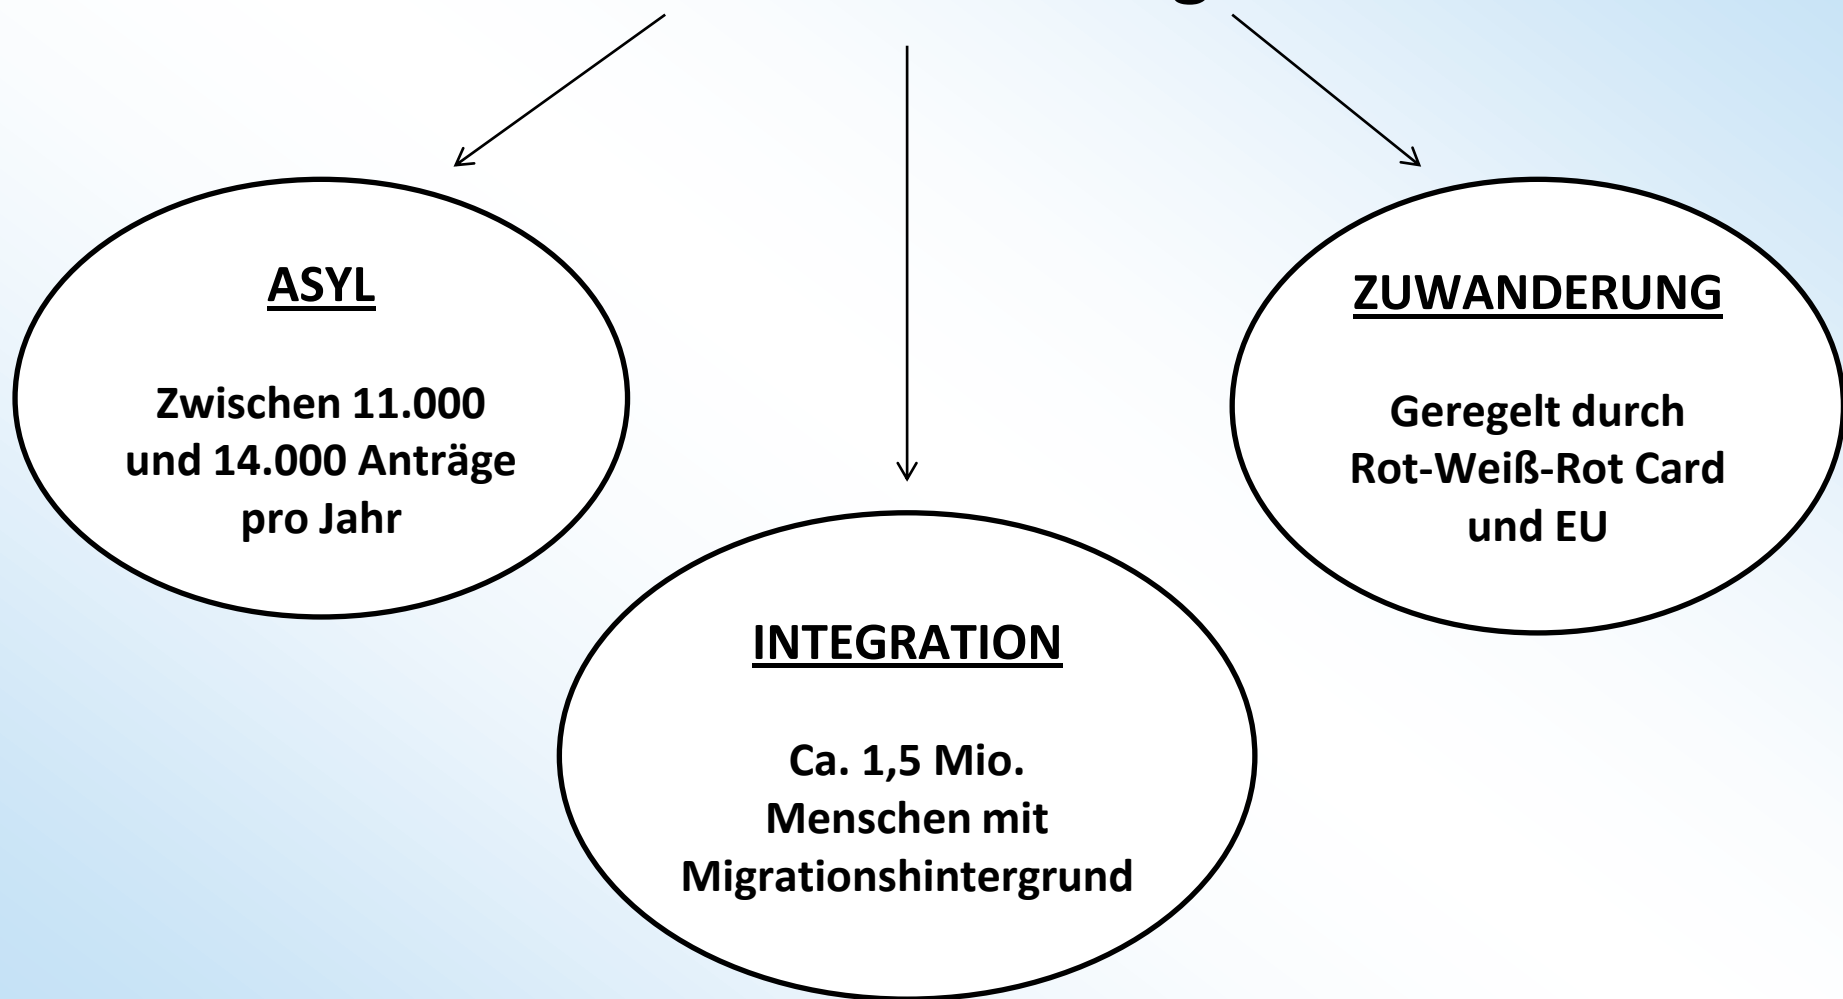 ASYL
Zwischen 11.000
und 14.000 Anträge
pro Jahr
INTEGRATION
Ca. 1,5 Mio.
Menschen mit
Migrationshintergrund
ZUWANDERUNG
Geregelt durch
Rot-Weiß-Rot Card
und EU